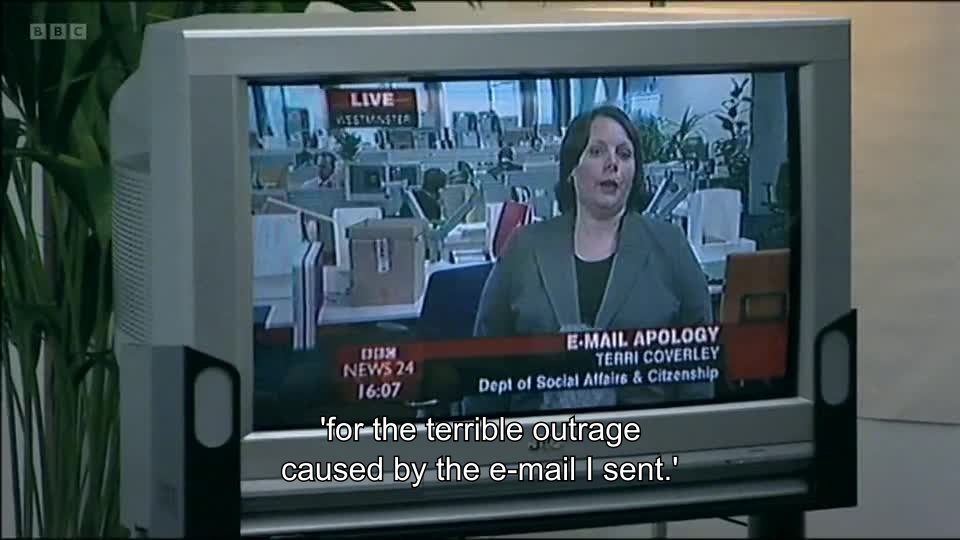 BBC
LIVE
WESTMINSTER
E-MAIL APOLOGY
TERRI COVERLEY
Dept of Social Affairs & Citzenship
BBC
NEWS 24
16:07
'for the terrible outrage
caused by the e-mail I sent.'